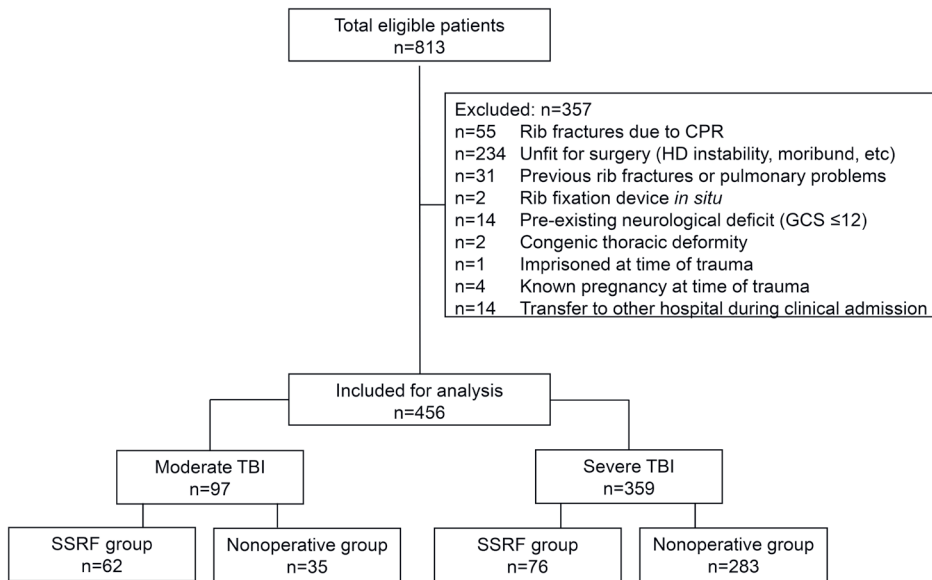 Total eligible patients
n=813
Excluded: n=357
n=55 Rib fractures due to CPR
n=234 Unfit for surgery (HD instability, moribund, etc)
n=31 Previous rib fractures or pulmonary problems
n=2 Rib fixation device in situ
n=14 Pre-existing neurological deficit (GCS ≤12)
n=2 Congenic thoracic deformity
n=1 Imprisoned at time of trauma
n=4 Known pregnancy at time of trauma
n=14 Transfer to other hospital during clinical admission
Included for analysis
n=456
Moderate TBI
n=97
Severe TBI
n=359
SSRF group
n=62
Nonoperative group
n=35
SSRF group
n=76
Nonoperative group
n=283